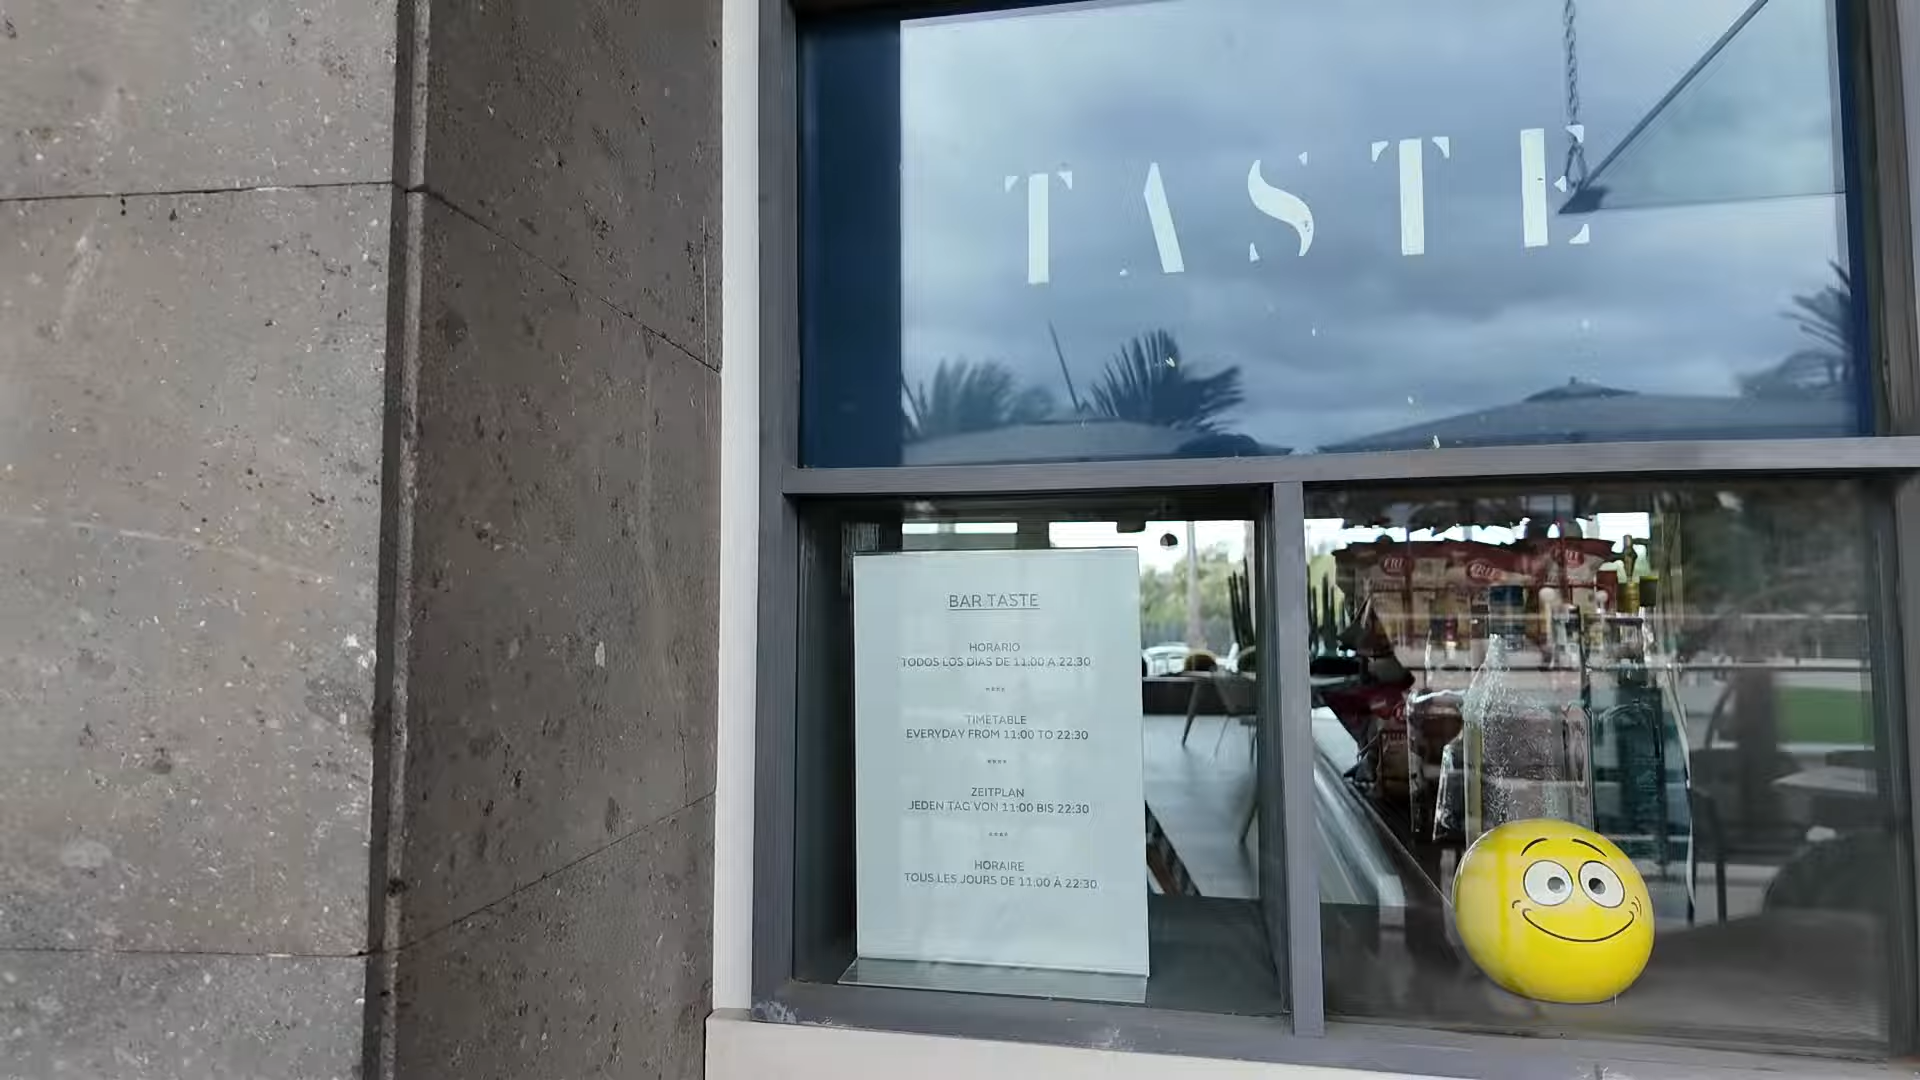 TASTE
BAR TASTE
HORARIO
TODOS LOS DIAS DE 11:00 A 22:30
****
TIMETABLE
EVERYDAY FROM 11:00 TO 22:30
****
ZEITPLAN
JEDEN TAG VON 11:00 BIS 22:30
****
HORAIRE
TOUS LES JOURS DE 11:00 À 22:30